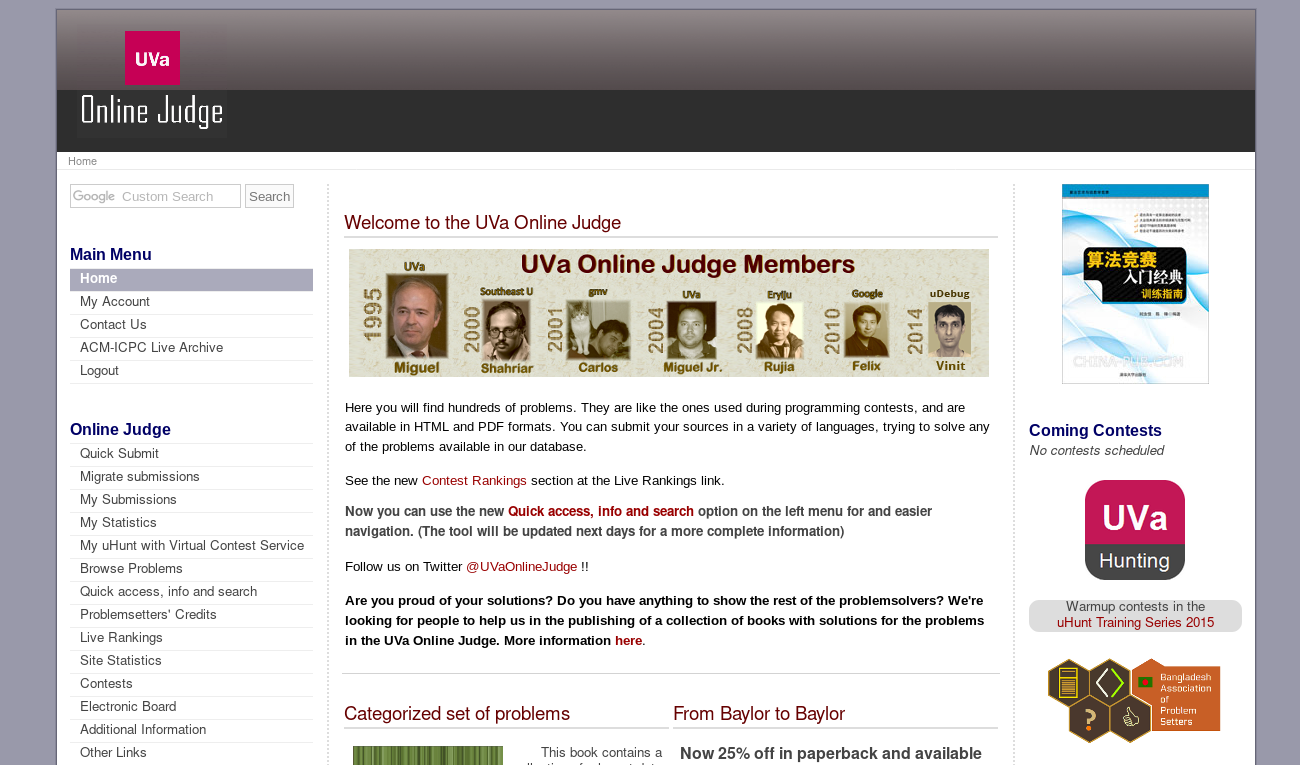 UVa
Online Judge
Home
Google Custom Search
Search
Main Menu
Home
My Account
Contact Us
ACM-ICPC Live Archive
Logout
Online Judge
Quick Submit
Migrate submissions
My Submissions
My Statistics
My uHunt with Virtual Contest Service
Browse Problems
Quick access, info and search
Problemsetters' Credits
Live Rankings
Site Statistics
Contests
Electronic Board
Additional Information
Other Links
Welcome to the UVa Online Judge
UVa Online Judge Members
1995 UVa Miguel
2000 Southeast U Shahriar
2001 gmv Carlos
2004 UVa Miguel Jr.
2008 Eryiju Rujia
2010 Google Felix
2014 uDebug Vinit
Here you will find hundreds of problems. They are like the ones used during programming contests, and are
available in HTML and PDF formats. You can submit your sources in a variety of languages, trying to solve any
of the problems available in our database.
See the new Contest Rankings section at the Live Rankings link.
Now you can use the new Quick access, info and search option on the left menu for and easier
navigation. (The tool will be updated next days for a more complete information)
Follow us on Twitter @UVaOnlineJudge !!
Are you proud of your solutions? Do you have anything to show the rest of the problemsolvers? We're
looking for people to help us in the publishing of a collection of books with solutions for the problems
in the UVa Online Judge. More information here.
Categorized set of problems
This book contains a
From Baylor to Baylor
Now 25% off in paperback and available
算法竞赛
入门经典
训练指南
CHINA-PUB.COM
清华大学出版社
Coming Contests
No contests scheduled
UVa
Hunting
Warmup contests in the
uHunt Training Series 2015
Bangladesh
Association
of
Problem
Setters